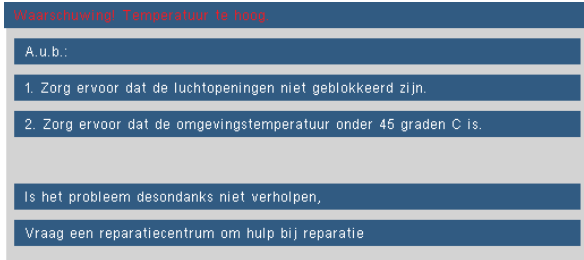 Waarschuwing! Temperatuur te hoog
A.u.b.:
1. Zorg ervoor dat de luchtopeningen niet geblokkeerd zijn.
2. Zorg ervoor dat de omgevingstemperatuur onder 45 graden C is.
Is het probleem desondanks niet verholpen,
Vraag een reparatiecentrum om hulp bij reparatie